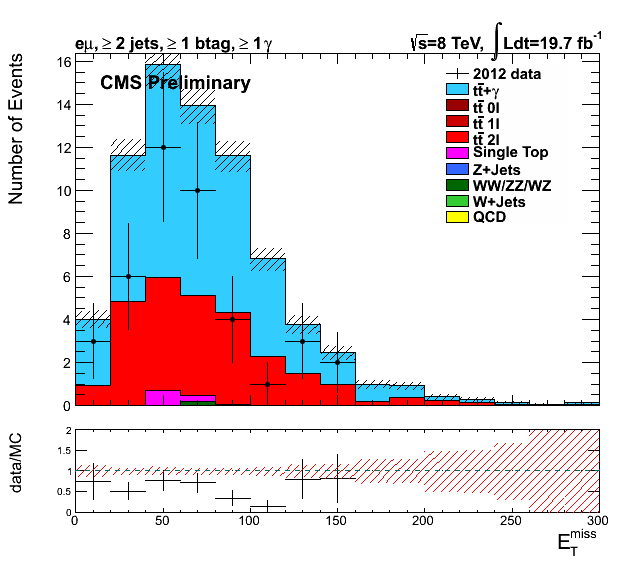 eμ, ≥ 2 jets, ≥ 1 btag, ≥ 1γ
√s=8 TeV, ∫ Ldt=19.7 fb⁻¹
CMS Preliminary
Number of Events
16
14
12
10
8
6
4
2
0
2012 data
tt̄+γ
tt̄ 0l
tt̄ 1l
tt̄ 2l
Single Top
Z+Jets
WW/ZZ/WZ
W+Jets
QCD
data/MC
2
1.5
1
0.5
0
0 50 100 150 200 250 300
E_T^miss